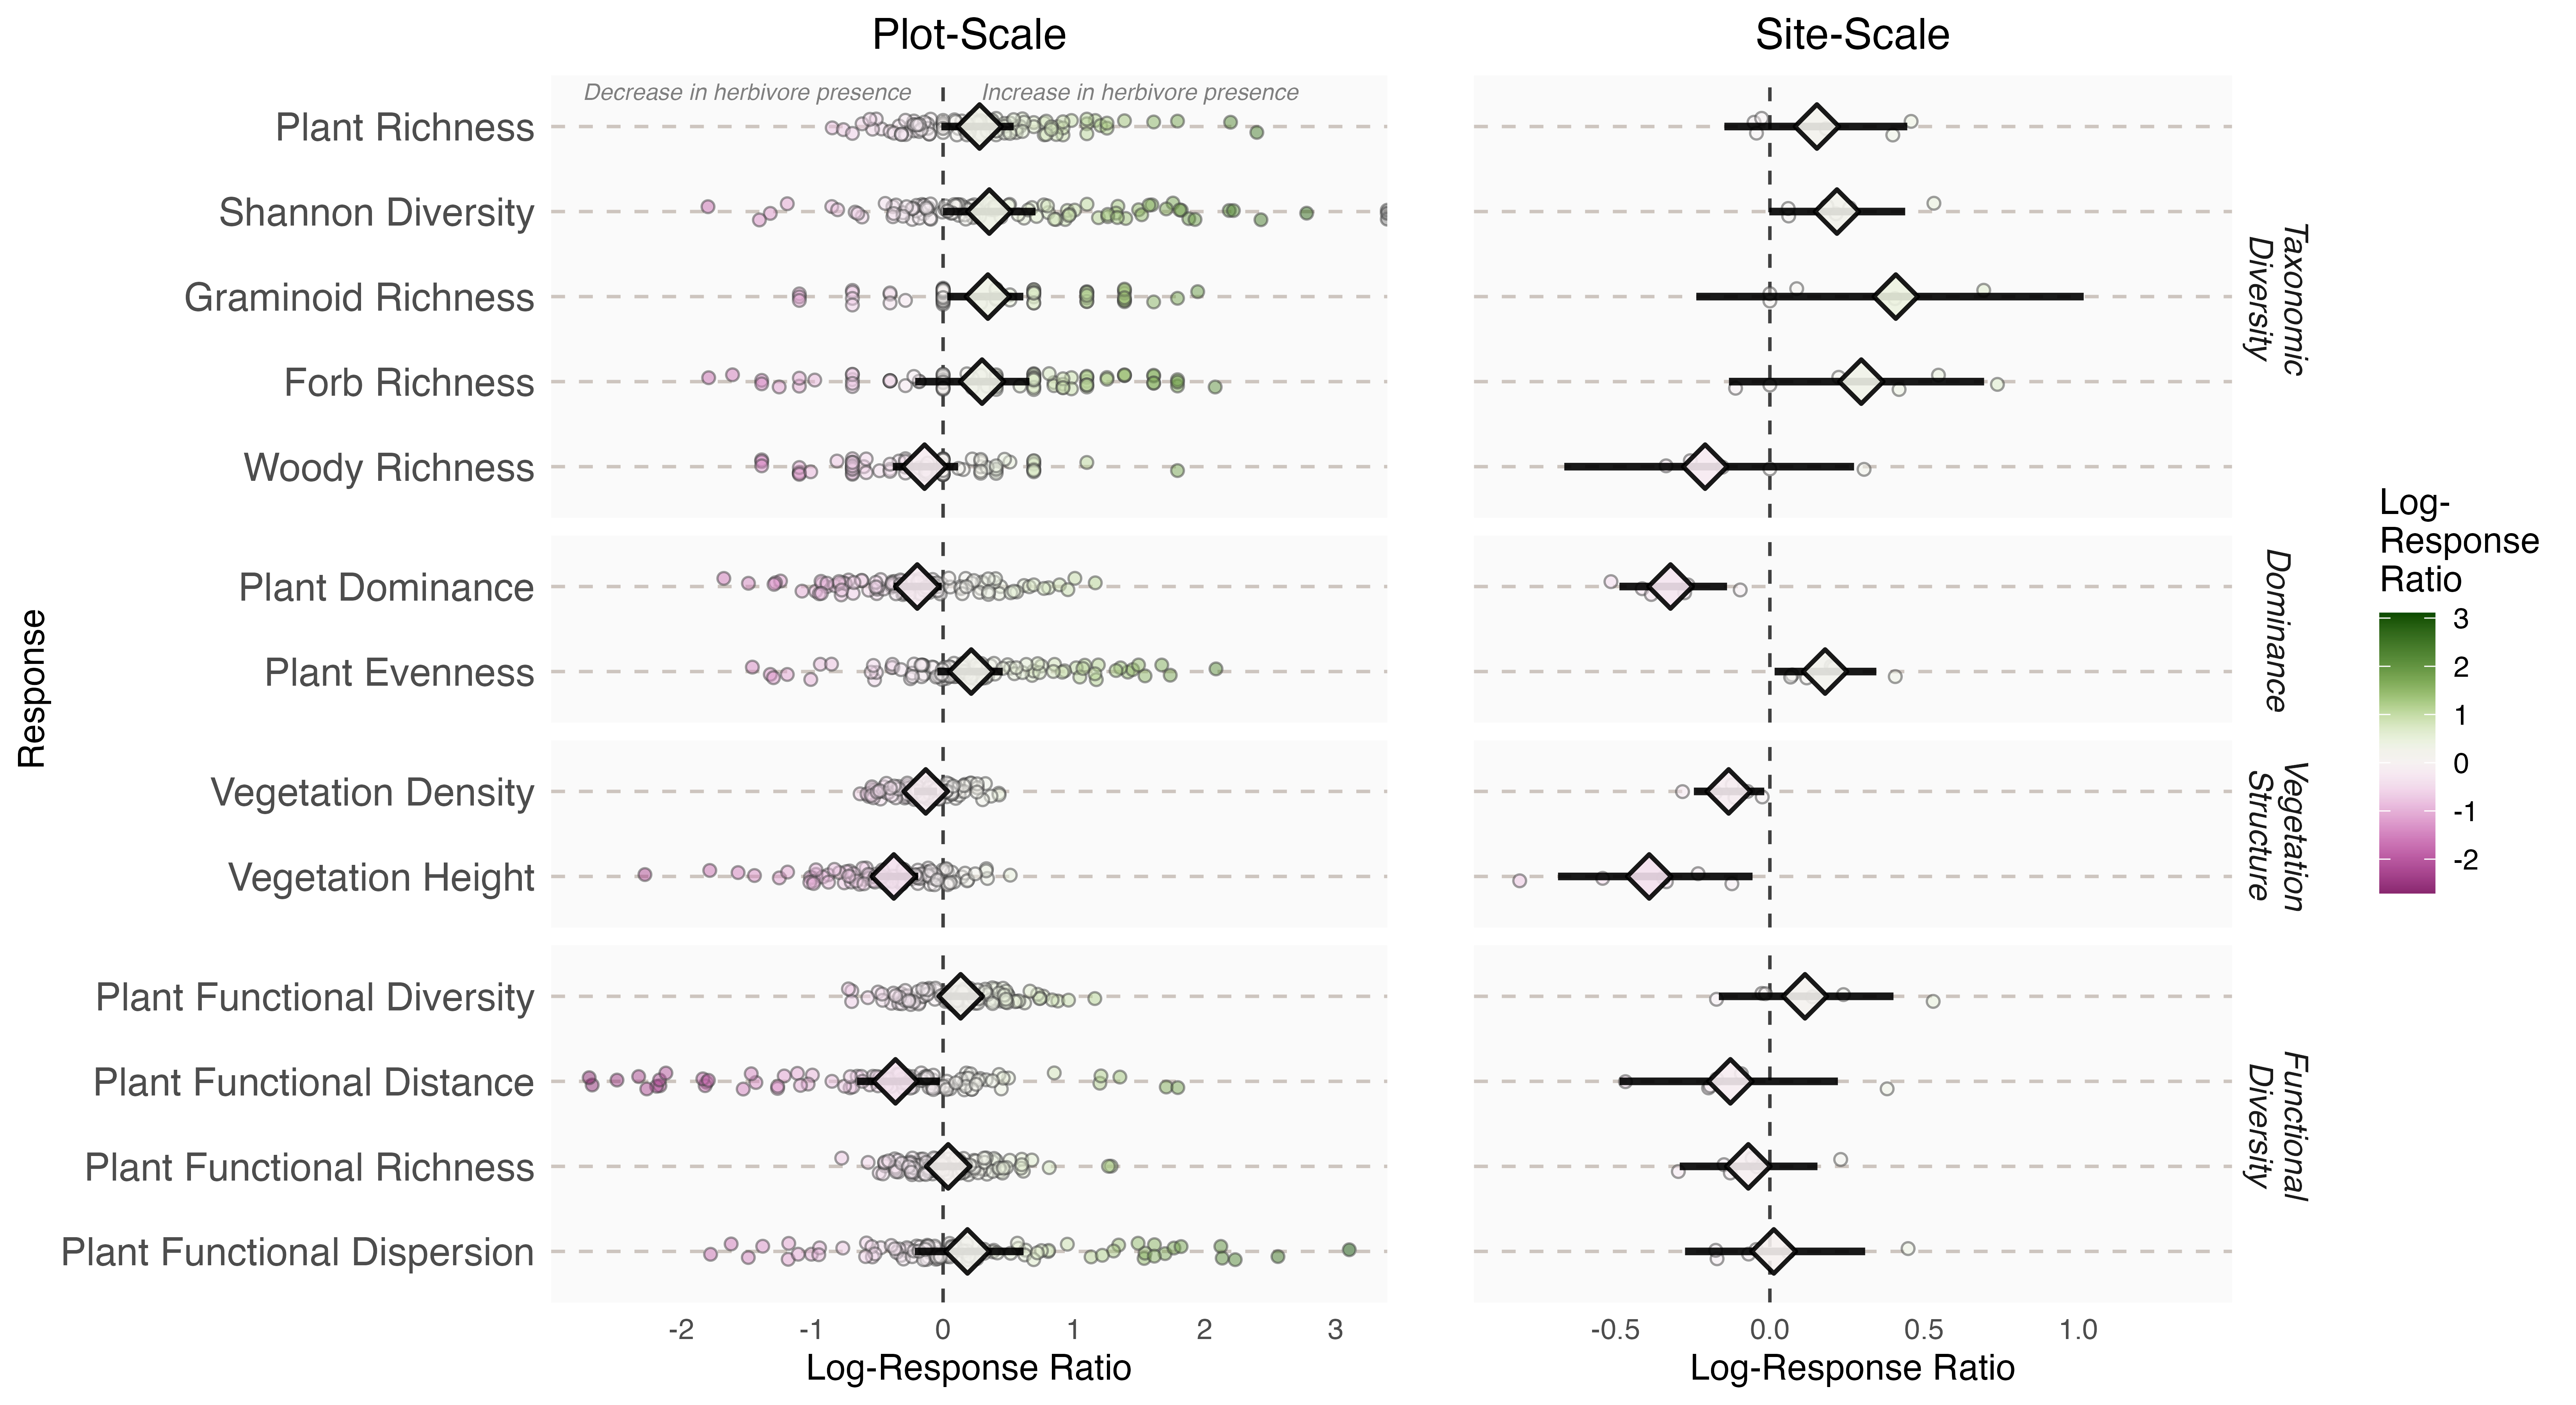 Plot-Scale
Site-Scale
Decrease in herbivore presence
Increase in herbivore presence
Response
Plant Richness
Shannon Diversity
Graminoid Richness
Forb Richness
Woody Richness
Plant Dominance
Plant Evenness
Vegetation Density
Vegetation Height
Plant Functional Diversity
Plant Functional Distance
Plant Functional Richness
Plant Functional Dispersion
Taxonomic
Diversity
Dominance
Vegetation
Structure
Functional
Diversity
-2 -1 0 1 2 3
Log-Response Ratio
-0.5 0.0 0.5 1.0
Log-Response Ratio
Log-
Response
Ratio
3
2
1
0
-1
-2